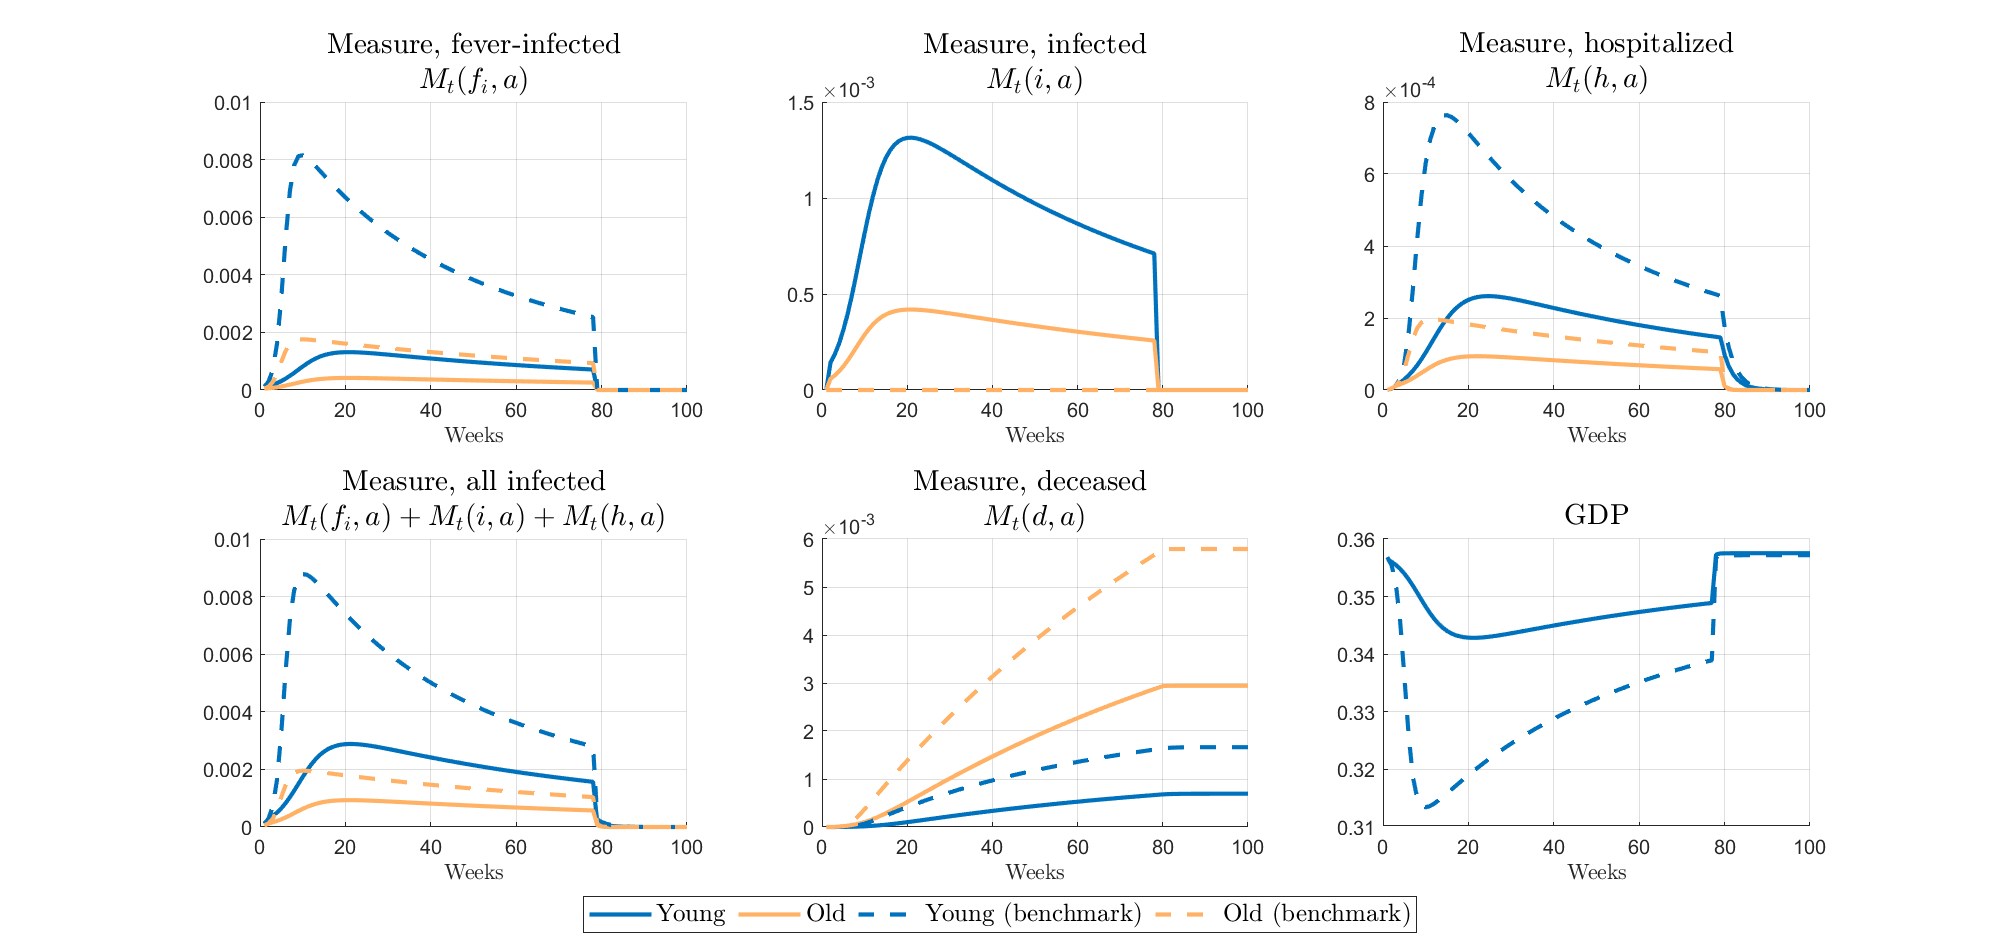 Measure, fever-infected
M_t(f_i, a)
0.01
0.008
0.006
0.004
0.002
0
0 20 40 60 80 100
Weeks
Measure, infected
M_t(i, a)
×10^-3
1.5
1
0.5
0
0 20 40 60 80 100
Weeks
Measure, hospitalized
M_t(h, a)
×10^-4
8
6
4
2
0
0 20 40 60 80 100
Weeks
Measure, all infected
M_t(f_i, a) + M_t(i, a) + M_t(h, a)
0.01
0.008
0.006
0.004
0.002
0
0 20 40 60 80 100
Weeks
Measure, deceased
M_t(d, a)
×10^-3
6
5
4
3
2
1
0
0 20 40 60 80 100
Weeks
GDP
0.36
0.35
0.34
0.33
0.32
0.31
0 20 40 60 80 100
Weeks
Young Old Young (benchmark) Old (benchmark)